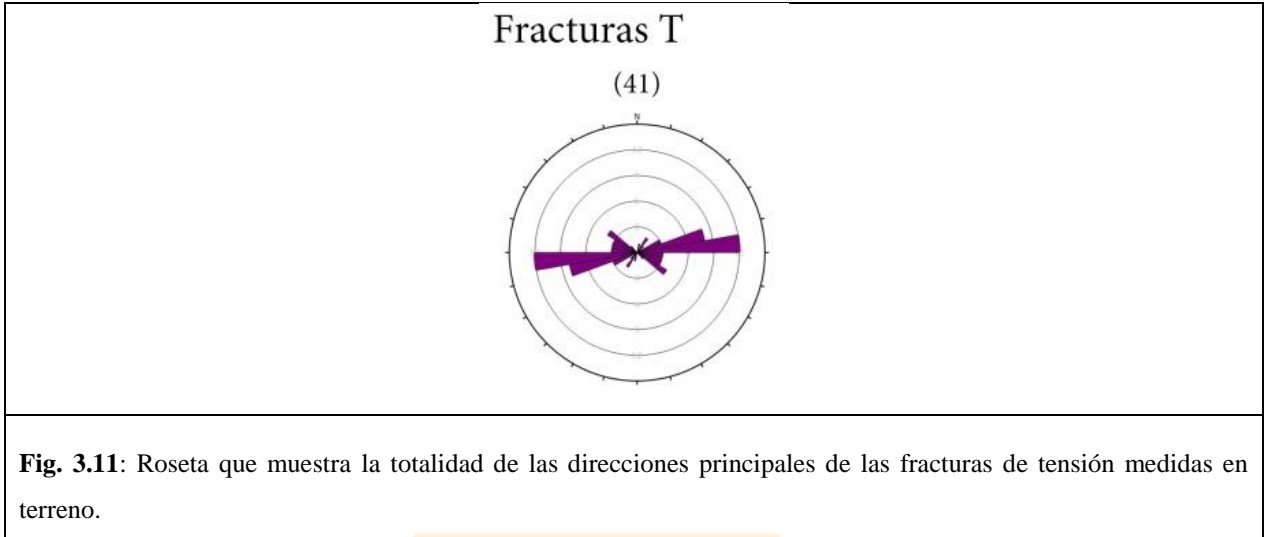 Fracturas T
(41)
N
Fig. 3.11: Roseta que muestra la totalidad de las direcciones principales de las fracturas de tensión medidas en
terreno.